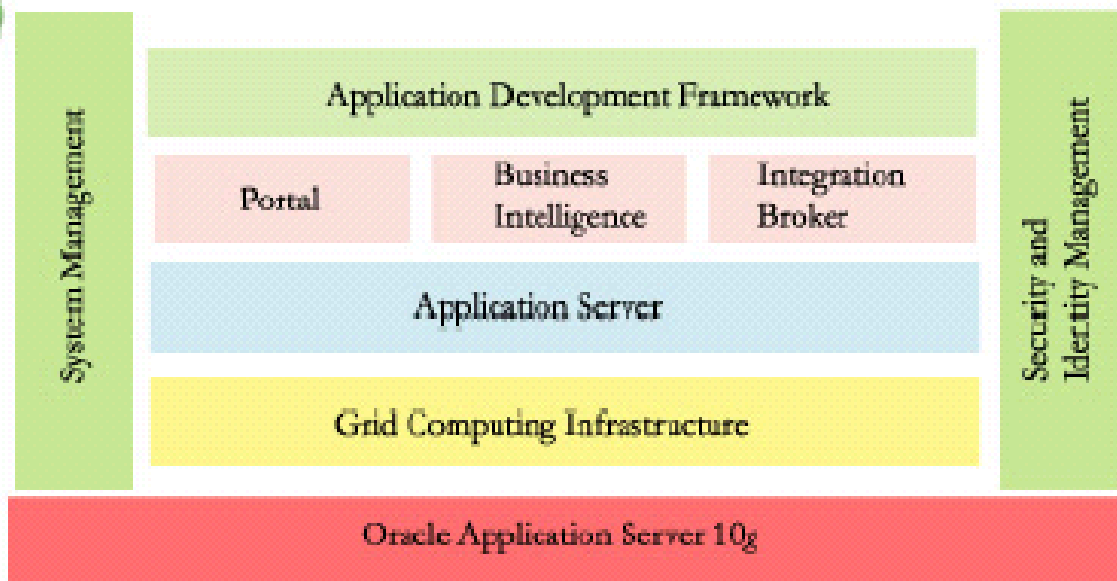 System Management
Application Development Framework
Portal
Business
Intelligence
Integration
Broker
Application Server
Grid Computing Infrastructure
Security and
Identity Management
Oracle Application Server 10g